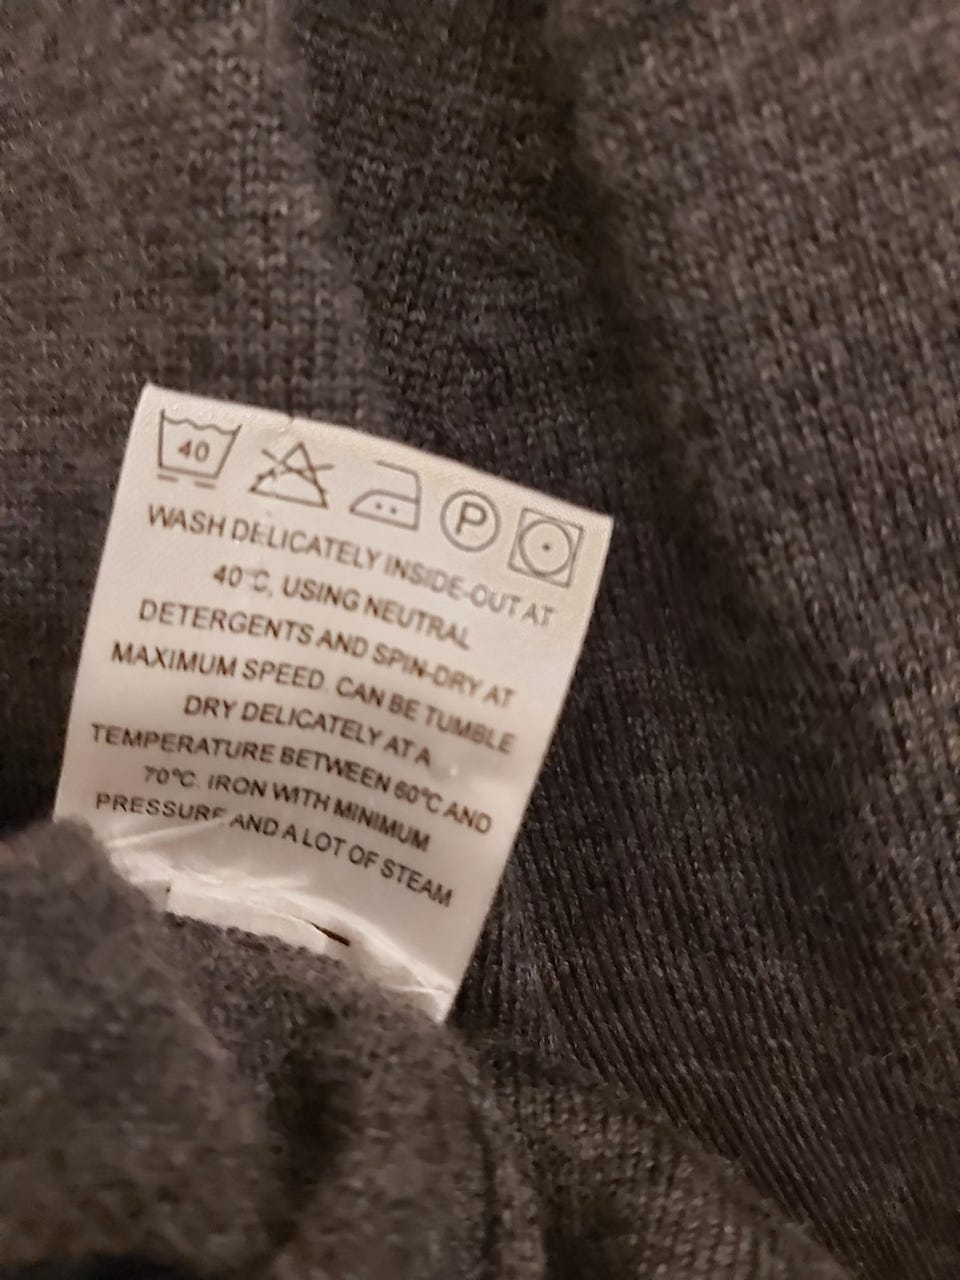 40
P
WASH DELICATELY INSIDE-OUT AT
40°C, USING NEUTRAL
DETERGENTS AND SPIN-DRY AT
MAXIMUM SPEED. CAN BE TUMBLE
DRY DELICATELY AT A
TEMPERATURE BETWEEN 60°C AND
70°C. IRON WITH MINIMUM
PRESSURE AND A LOT OF STEAM